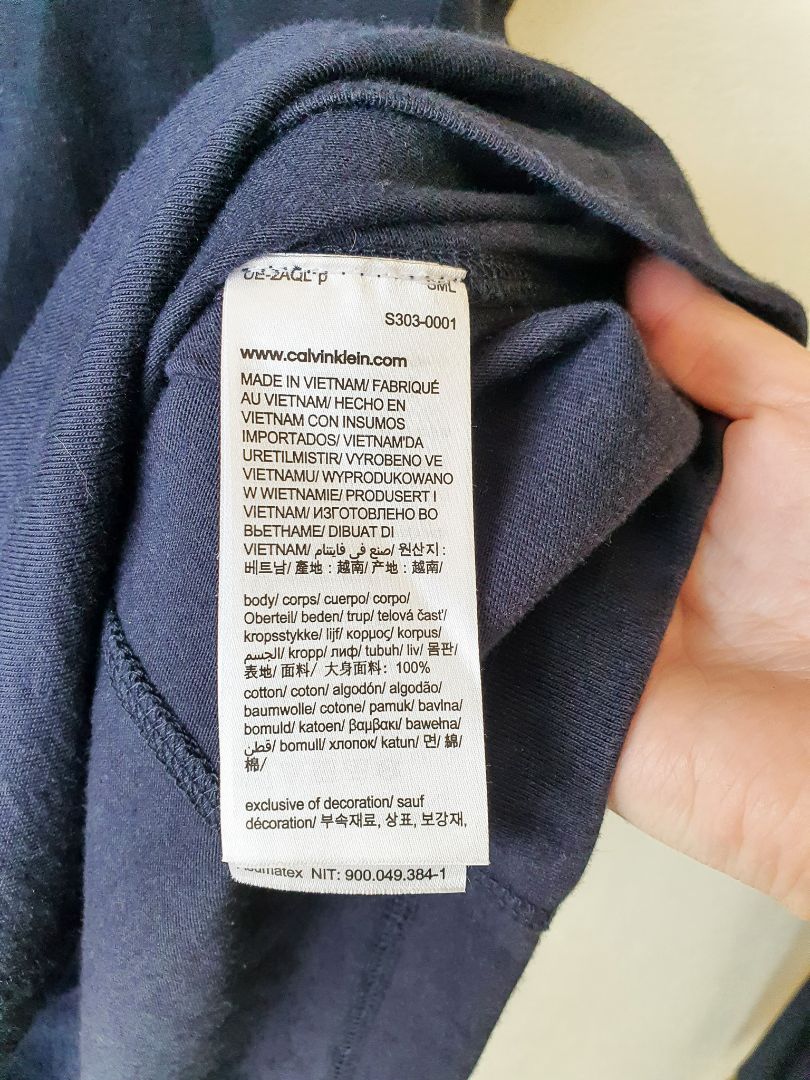 S303-0001
www.calvinklein.com
MADE IN VIETNAM/ FABRIQUÉ
AU VIETNAM/ HECHO EN
VIETNAM CON INSUMOS
IMPORTADOS/ VIETNAM'DA
URETILMISTIR/ VYROBENO VE
VIETNAMU/ WYPRODUKOWANO
W WIETNAMIE/ PRODUSERT I
VIETNAM/ ИЗГОТОВЛЕНО ВО
ВЬЕТНАМЕ/ DIBUAT DI
VIETNAM/ صنع في فايتنام/ 원산지 :
베트남/ 產地 : 越南/ 产地 : 越南/
body/ corps/ cuerpo/ corpo/
Oberteil/ beden/ trup/ telová časť/
kropsstykke/ lijf/ κορμος/ korpus/
الجسم/ kropp/ лиф/ tubuh/ liv/ 몸판/
表地/ 面料/ 大身面料: 100%
cotton/ coton/ algodón/ algodão/
baumwolle/ cotone/ pamuk/ bavlna/
bomuld/ katoen/ βαμβακι/ bawełna/
قطن/ bomull/ хлопок/ katun/ 면/ 綿/
棉/
exclusive of decoration/ sauf
décoration/ 부속재료, 상표, 보강재,
NIT: 900.049.384-1